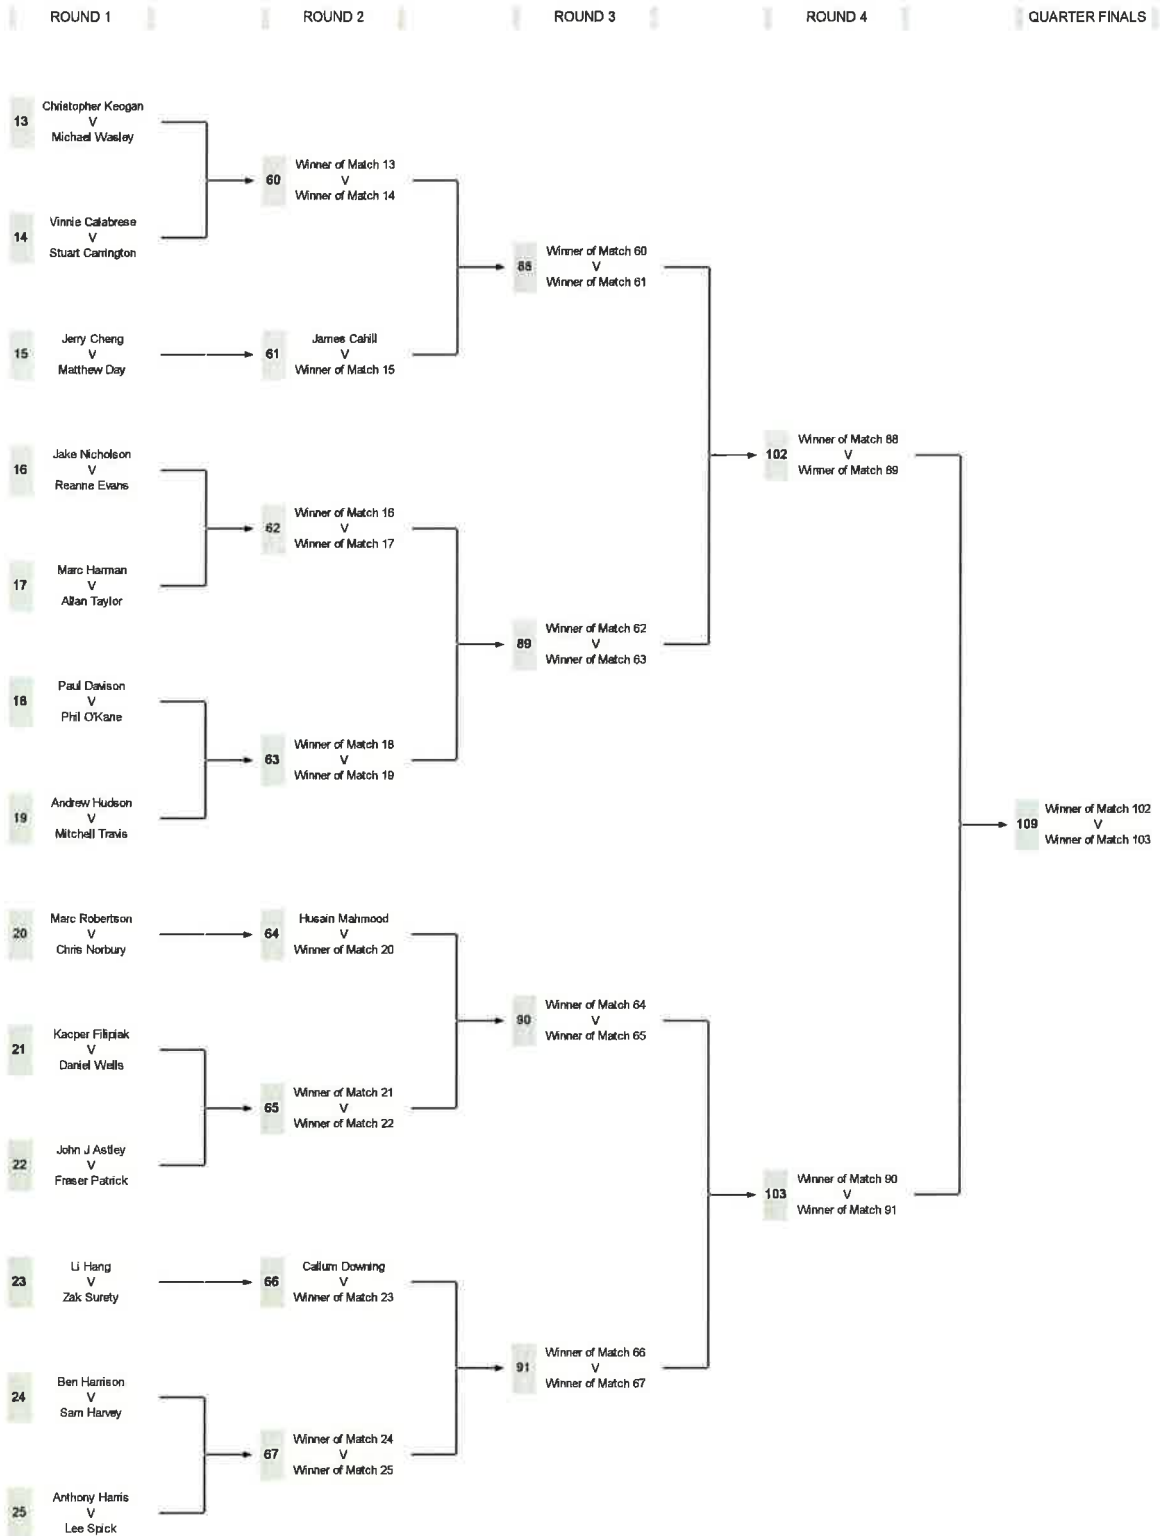 ROUND 1
ROUND 2
ROUND 3
ROUND 4
QUARTER FINALS
13
Christopher Keogan
V
Michael Wasley
14
Vinnie Calabrese
V
Stuart Carrington
15
Jerry Cheng
V
Matthew Day
16
Jake Nicholson
V
Reanne Evans
17
Marc Harman
V
Allan Taylor
18
Paul Davison
V
Phil O'Kane
19
Andrew Hudson
V
Mitchell Travis
20
Marc Robertson
V
Chris Norbury
21
Kacper Filipiak
V
Daniel Wells
22
John J Astley
V
Fraser Patrick
23
Li Hang
V
Zak Surety
24
Ben Harrison
V
Sam Harvey
25
Anthony Harris
V
Lee Spick
60
Winner of Match 13
V
Winner of Match 14
61
James Cahill
V
Winner of Match 15
62
Winner of Match 16
V
Winner of Match 17
63
Winner of Match 18
V
Winner of Match 19
64
Husain Mahmood
V
Winner of Match 20
65
Winner of Match 21
V
Winner of Match 22
66
Callum Downing
V
Winner of Match 23
67
Winner of Match 24
V
Winner of Match 25
88
Winner of Match 60
V
Winner of Match 61
89
Winner of Match 62
V
Winner of Match 63
90
Winner of Match 64
V
Winner of Match 65
91
Winner of Match 66
V
Winner of Match 67
102
Winner of Match 88
V
Winner of Match 89
103
Winner of Match 90
V
Winner of Match 91
109
Winner of Match 102
V
Winner of Match 103